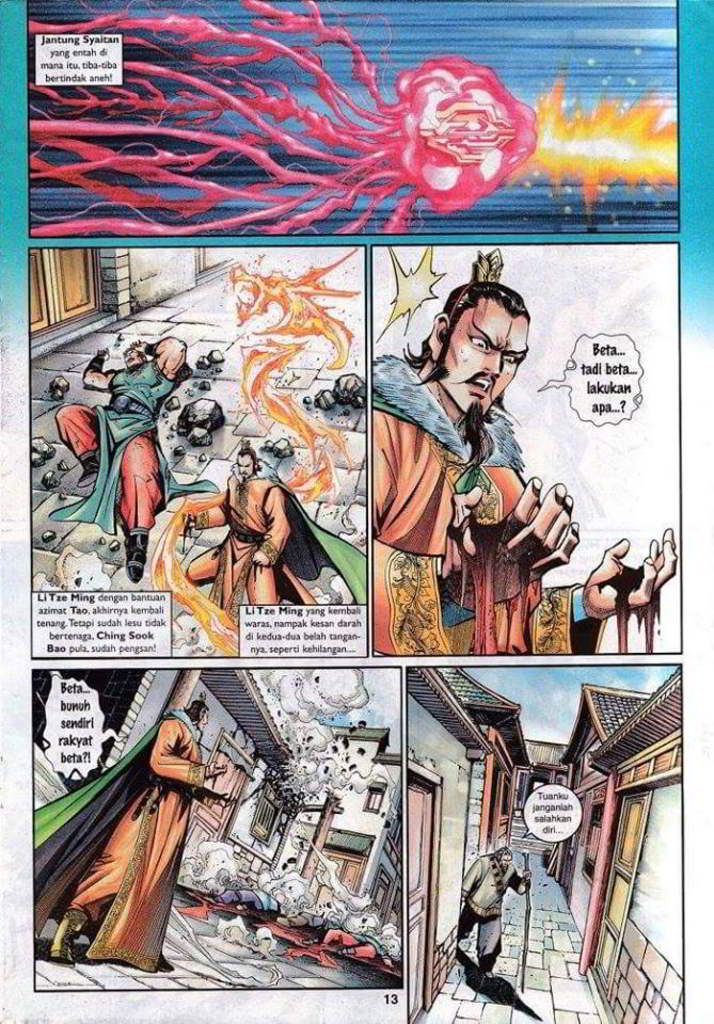 Jantung Syaitan
yang entah di
mana itu, tiba-tiba
bertindak aneh!
Li Tze Ming dengan bantuan
azimat Tao, akhirnya kembali
tenang. Tetapi sudah lesu tidak
bertenaga, Ching Sook
Bao pula, sudah pengsan!
Li Tze Ming yang kembali
waras, nampak kesan darah
di kedua-dua belah tangan-
nya, seperti kehilangan....
Beta...
tadi beta...
lakukan
apa...?
Beta...
bunuh
sendiri
rakyat
beta?!
Tuanku
janganlah
salahkan
diri...
13